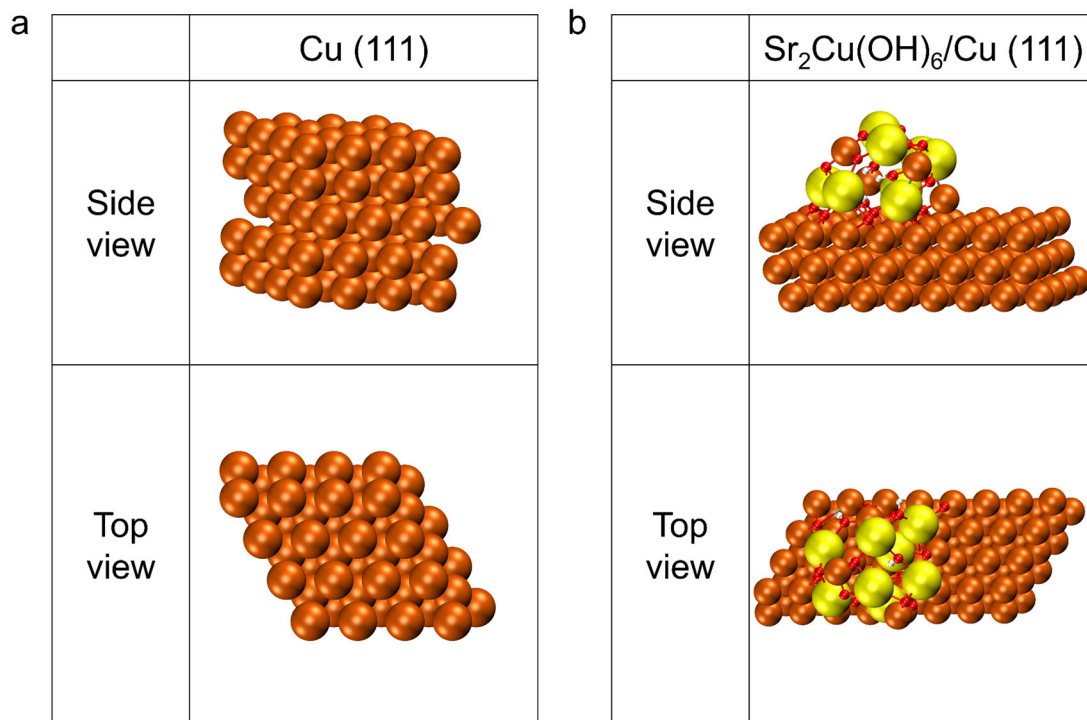 a
Cu (111)
Side
view
Top
view
b
Sr₂Cu(OH)₆/Cu (111)
Side
view
Top
view